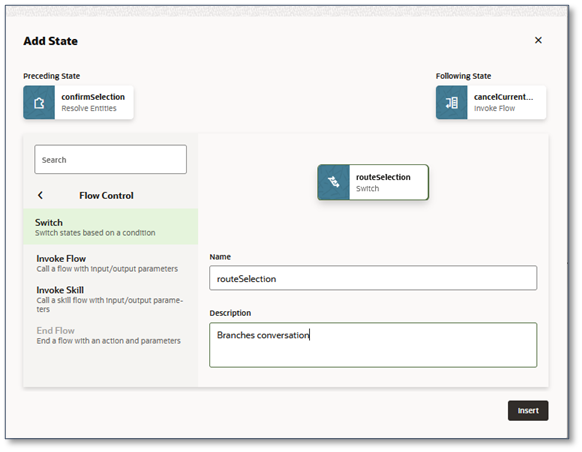 Add State
Preceding State
Following State
confirmSelection
Resolve Entities
cancelCurrent...
Invoke Flow
Search
Flow Control
Switch
Switch states based on a condition
Invoke Flow
Call a flow with input/output parameters
Invoke Skill
Call a skill flow with input/output parame-
ters
End Flow
End a flow with an action and parameters
routeSelection
Switch
Name
routeSelection
Description
Branches conversation
Insert